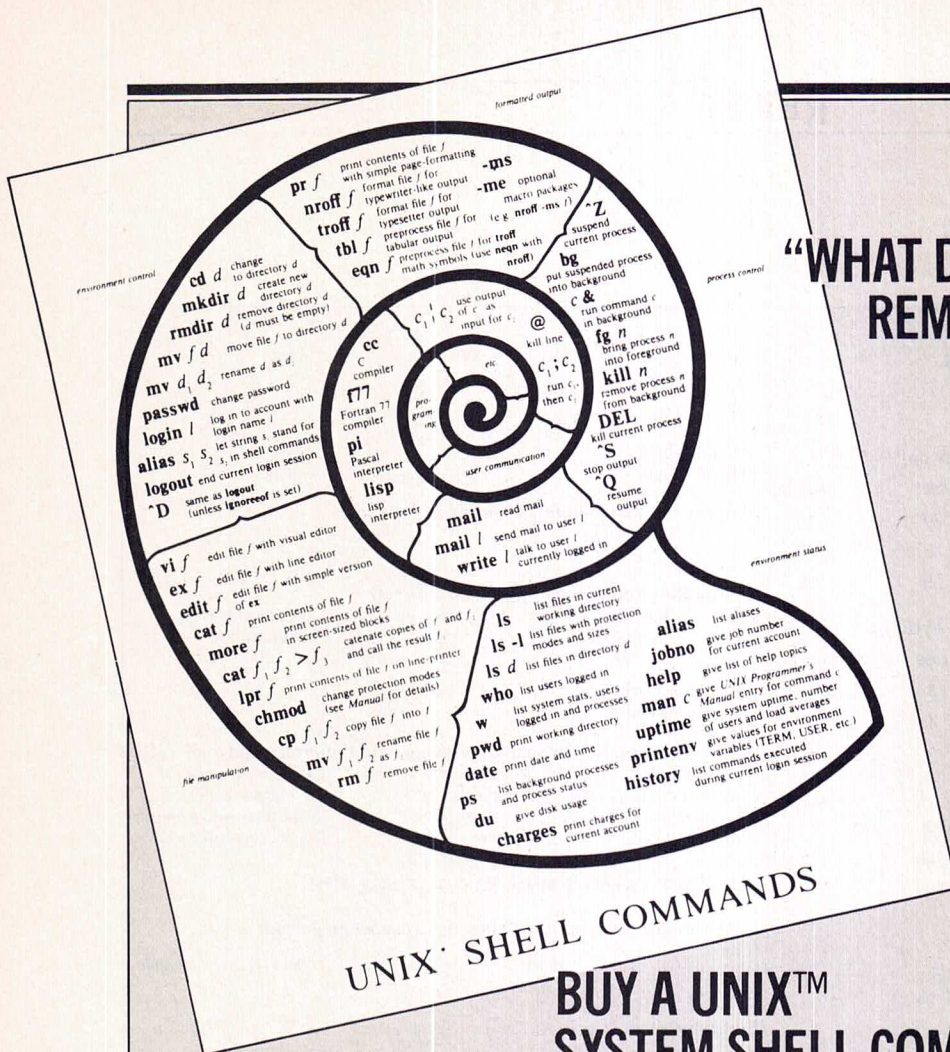 formatted output
pr f print contents of file f
with simple page-formatting
nroff f format file f for
typewriter-like output
troff f format file f for
typesetter output
tbl f preprocess file f for
tabular output
eqn f preprocess file f for troff
math symbols (use neqn with
nroff)
-ms
-me optional
macro packages
(e g nroff -ms f)
environment control
cd d change
to directory d
mkdir d create new
directory d
rmdir d remove directory d
(d must be empty)
mv f d move file f to directory d
mv d1 d2 rename d as d
passwd change password
login l log in to account with
login name l
alias s1 s2 let string s1 stand for
s2 in shell commands
logout end current login session
^D same as logout
(unless ignoreeof is set)
process control
^Z
suspend
current process
bg
put suspended process
into background
c &
run command c
in background
fg n
bring process n
into foreground
kill n
remove process n
from background
DEL
kill current process
^S
stop output
^Q
resume
output
c1 | c2 use output
of c as
input for c
@
kill line
c1 ; c2
run c1,
then c2
etc
cc
C
compiler
f77
Fortran 77
compiler
pi
Pascal
interpreter
lisp
lisp
interpreter
pro-
gram
ing
user communication
mail read mail
mail l send mail to user l
write l talk to user l
currently logged in
vi f edit file f with visual editor
ex f edit file f with line editor
edit f edit file f with simple version
of ex
cat f print contents of file f
more f print contents of file f
in screen-sized blocks
cat f1 f2 >f3 catenate copies of f and f
and call the result f
lpr f print contents of file f on line-printer
chmod change protection modes
(see Manual for details)
cp f1 f2 copy file f into f
mv f1 f2 rename file f
as f
rm f remove file f
file manipulation
environment status
ls list files in current
working directory
ls -l list files with protection
modes and sizes
ls d list files in directory d
who list users logged in
w list system stats, users
logged in and processes
pwd print working directory
date print date and time
ps list background processes
and process status
du give disk usage
charges print charges for
current account
alias list aliases
jobno give job number
for current account
help give list of help topics
man c give UNIX Programmer's
Manual entry for command c
uptime give system uptime, number
of users and load averages
printenv give values for environment
variables (TERM, USER, etc.)
history list commands executed
during current login session
UNIX SHELL COMMANDS
"WHAT
REM
BUY A UNIX™
SYSTEM SHELL COM